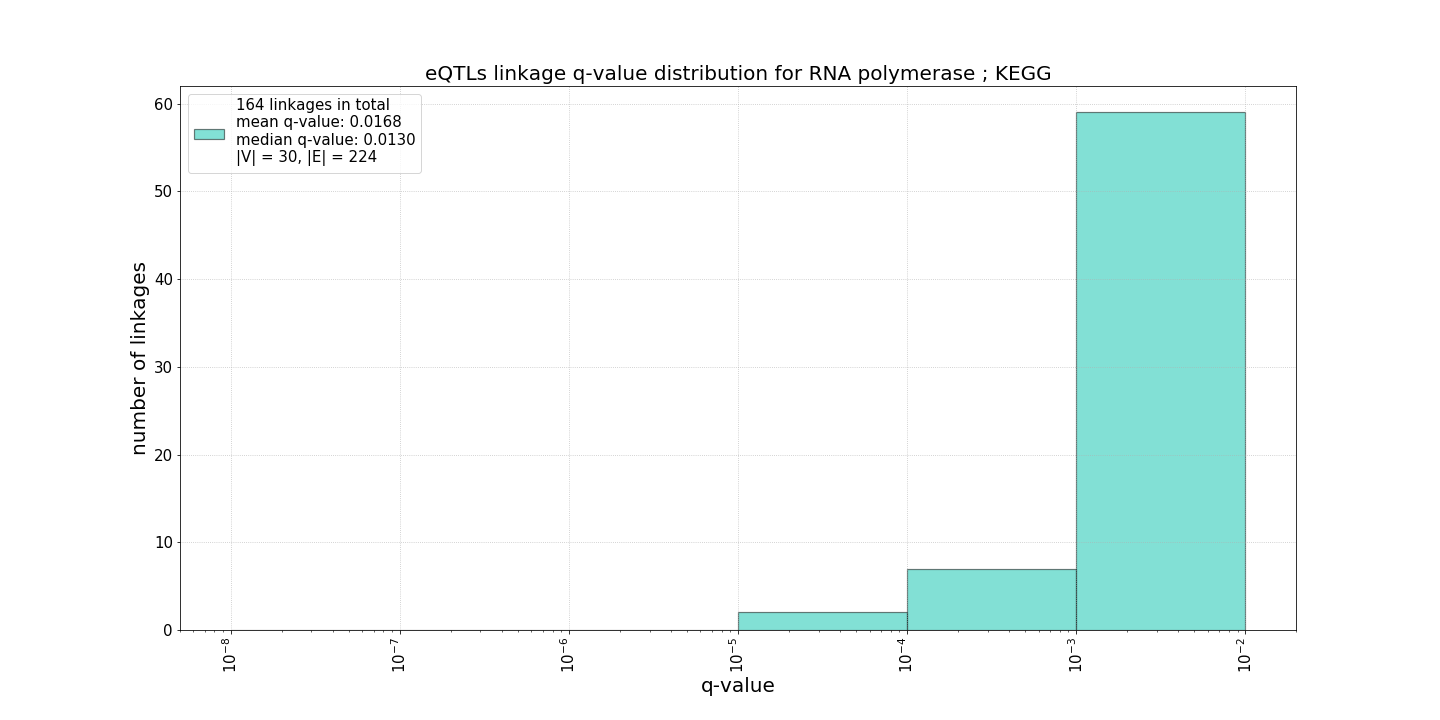 eQTLs linkage q-value distribution for RNA polymerase ; KEGG
164 linkages in total
mean q-value: 0.0168
median q-value: 0.0130
|V| = 30, |E| = 224
number of linkages
60
50
40
30
20
10
0
10⁻⁸
10⁻⁷
10⁻⁶
10⁻⁵
10⁻⁴
10⁻³
10⁻²
q-value